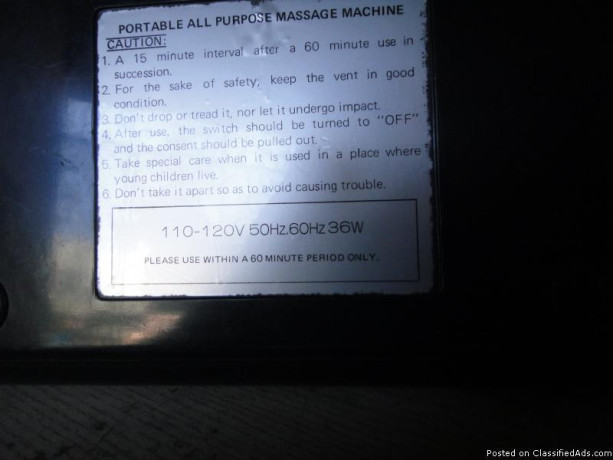 PORTABLE ALL PURPOSE MASSAGE MACHINE
CAUTION:
1. A 15 minute interval after a 60 minute use in
succession.
2. For the sake of safety, keep the vent in good
condition.
3. Don't drop or tread it, nor let it undergo impact.
4. After use, the switch should be turned to "OFF"
and the consent should be pulled out.
5. Take special care when it is used in a place where
young children live.
6. Don't take it apart so as to avoid causing trouble.
110-120V 50Hz.60Hz 36W
PLEASE USE WITHIN A 60 MINUTE PERIOD ONLY.
Posted on ClassifiedAds.com